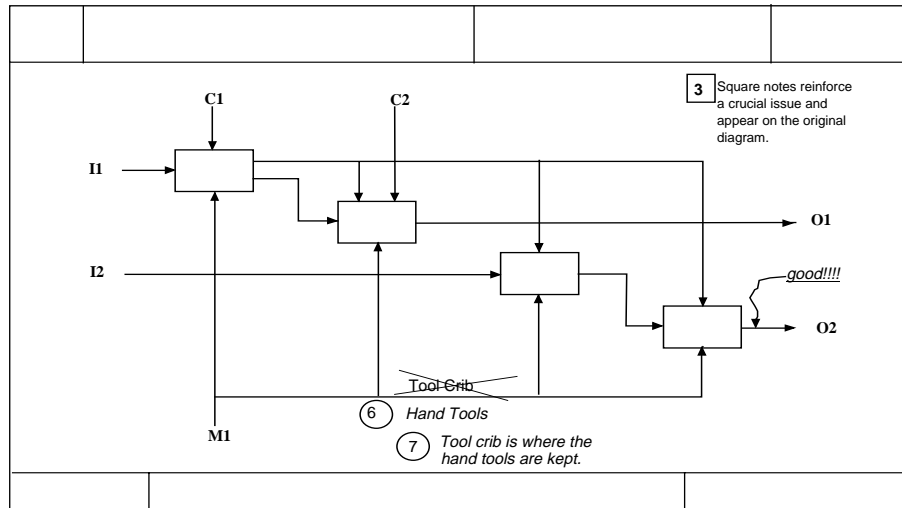 C1
C2
3
Square notes reinforce
a crucial issue and
appear on the original
diagram.
I1
O1
I2
good!!!!
O2
Tool Crib
6
Hand Tools
M1
7
Tool crib is where the
hand tools are kept.